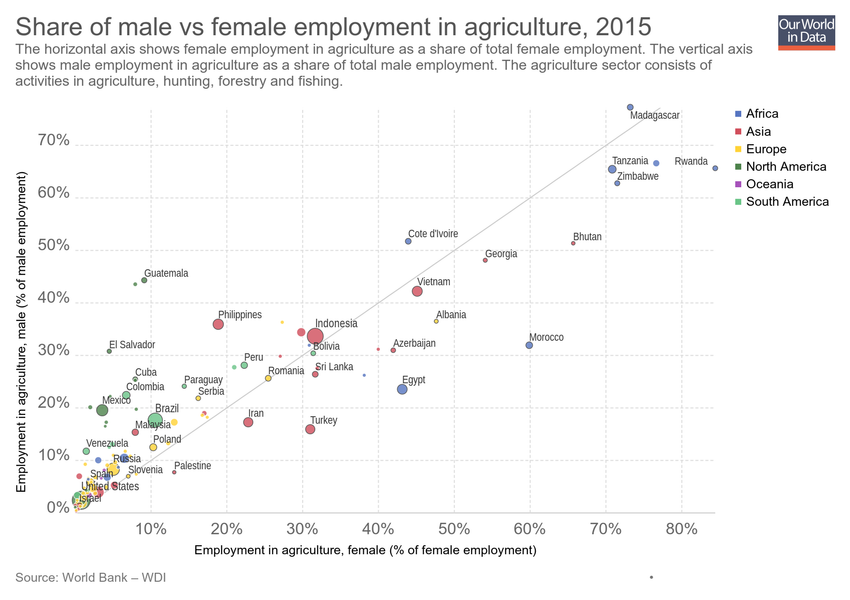 Share of male vs female employment in agriculture, 2015
Our World
in Data
The horizontal axis shows female employment in agriculture as a share of total female employment. The vertical axis
shows male employment in agriculture as a share of total male employment. The agriculture sector consists of
activities in agriculture, hunting, forestry and fishing.
Africa
Asia
Europe
North America
Oceania
South America
Employment in agriculture, male (% of male employment)
70%
60%
50%
40%
30%
20%
10%
0%
Madagascar
Tanzania
Rwanda
Zimbabwe
Cote d'Ivoire
Bhutan
Georgia
Guatemala
Vietnam
Philippines
Indonesia
Albania
El Salvador
Bolivia
Azerbaijan
Morocco
Peru
Sri Lanka
Cuba
Romania
Colombia
Paraguay
Serbia
Egypt
Mexico
Brazil
Iran
Malaysia
Turkey
Venezuela
Poland
Russia
Palestine
Spain
Slovenia
United States
Israel
10%
20%
30%
40%
50%
60%
70%
80%
Employment in agriculture, female (% of female employment)
Source: World Bank – WDI